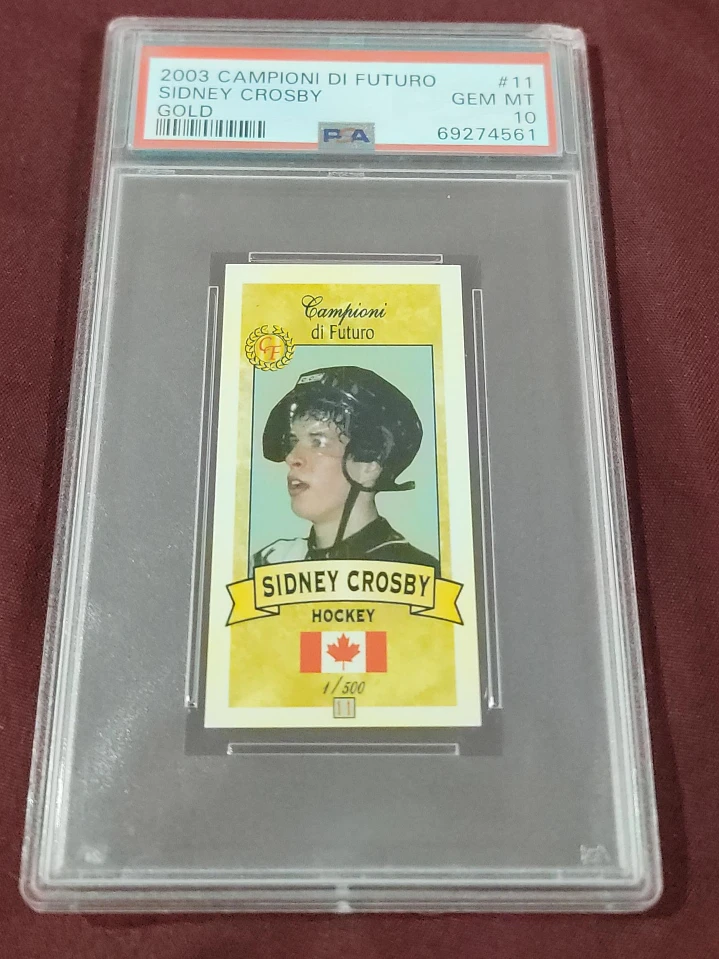 2003 CAMPIONI DI FUTURO #11
SIDNEY CROSBY GEM MT
GOLD 10
PSA 69274561
Campioni
di Futuro
CF
SIDNEY CROSBY
HOCKEY
1/500
11